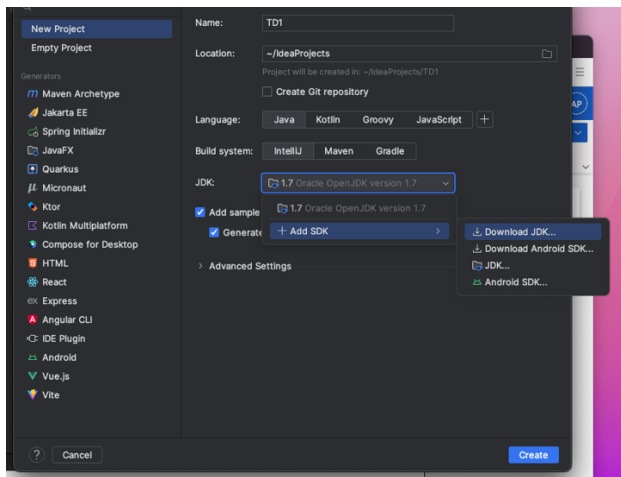 New Project
Empty Project
Generators
Maven Archetype
Jakarta EE
Spring Initializr
JavaFX
Quarkus
Micronaut
Ktor
Kotlin Multiplatform
Compose for Desktop
HTML
React
Express
Angular CLI
IDE Plugin
Android
Vue.js
Vite
Name: TD1
Location: ~/IdeaProjects
Project will be created in: ~/IdeaProjects/TD1
Create Git repository
Language: Java Kotlin Groovy JavaScript
Build system: IntelliJ Maven Gradle
JDK: 1.7 Oracle OpenJDK version 1.7
1.7 Oracle OpenJDK version 1.7
Add sample
+ Add SDK
Generate
Advanced Settings
Download JDK...
Download Android SDK...
JDK...
Android SDK...
? Cancel
Create
AP